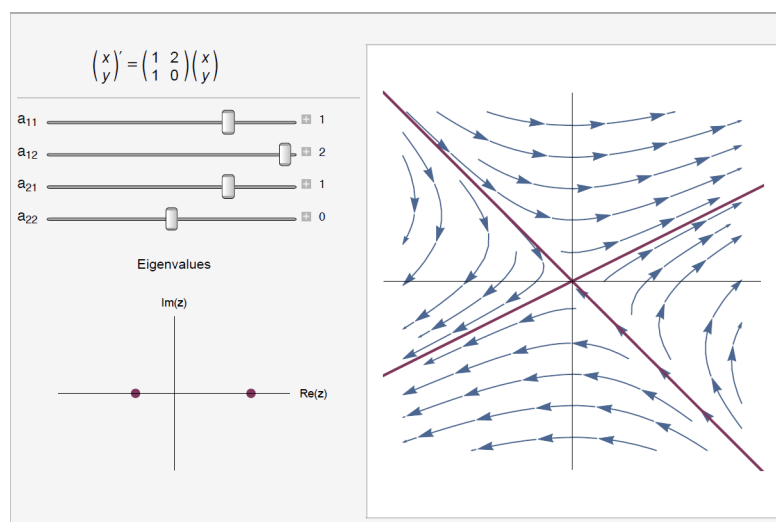 (x y)′ = (1 2 1 0)(x y)
a11 1
a12 2
a21 1
a22 0
Eigenvalues
Im(z)
Re(z)